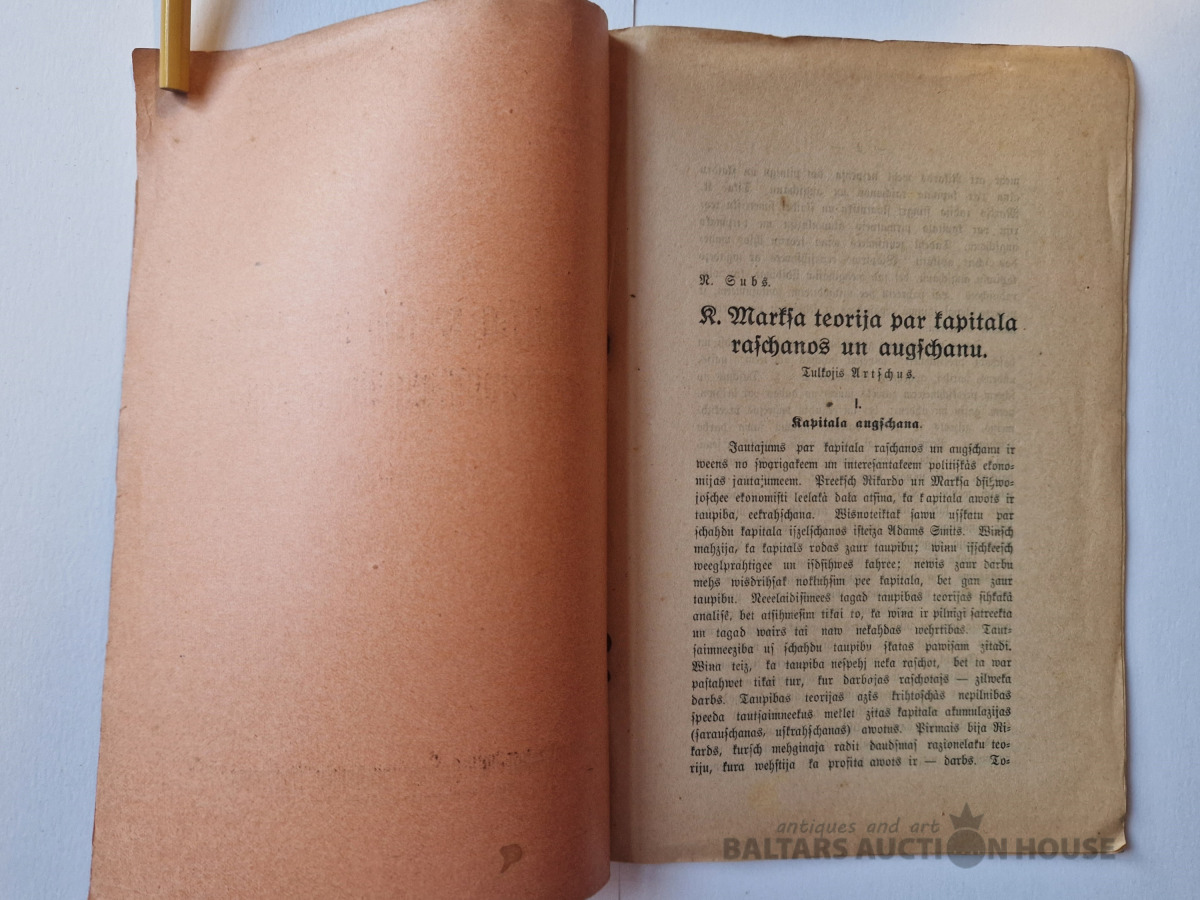 N. Subs.
K. Markſa teorija par kapitala
raſchanos un augſchanu.
Tulkojis Artſchus.
I.
Kapitala augſchana.
Jautajums par kapitala raſchanos un augſchanu ir
weens no ſwarigakeem un intereſantakeem politiſkàs ekono-
mijas jautajumeem. Preekſch Rikardo un Markſa dſihwo-
joſchee ekonomiſti leelakà data atſina, ka kapitala awots ir
taupiba, eekrahſchana. Wisnoteiktak ſawu uſſkatu par
ſchahdu kapitala iſzelſchanos iſteiza Adams Smits. Winſch
mahzija, ka kapitals rodas zaur taupibu; winu iſſchkeeſch
weeglprahtigee un iſdſihwes kahree; newis zaur darbu
mehs wisdrihſak nokluhſim pee kapitala, bet gan zaur
taupibu. Neeelaidiſimees tagad taupibas teorijas ſihkakà
analiſè, bet atſihmeſim tikai to, ka wina ir pilnigi ſatreekta
un tagad wairs tai naw nekahdas wehrtibas. Taut-
ſaimneeziba uſ ſchahdu taupibu ſkatas pawiſam zitadi.
Wina teiz, ka taupiba neſpehj neka raſchot, bet ta war
paſtahwet tikai tur, kur darbojas raſchotajs — zilweka
darbs. Taupibas teorijas azis krihtoſchàs nepilnibas
ſpeeda tautſaimneekus meklet zitas kapitala akumulazijas
(ſarauſchanas, uſkrahſchanas) awotus. Pirmais bija Ri-
kards, kurſch mehginaja radit daudſmaſ razionelaku teo-
riju, kura wehſtija ka profita awots ir — darbs. To-
antiques and art
BALTARS AUCTION HOUSE